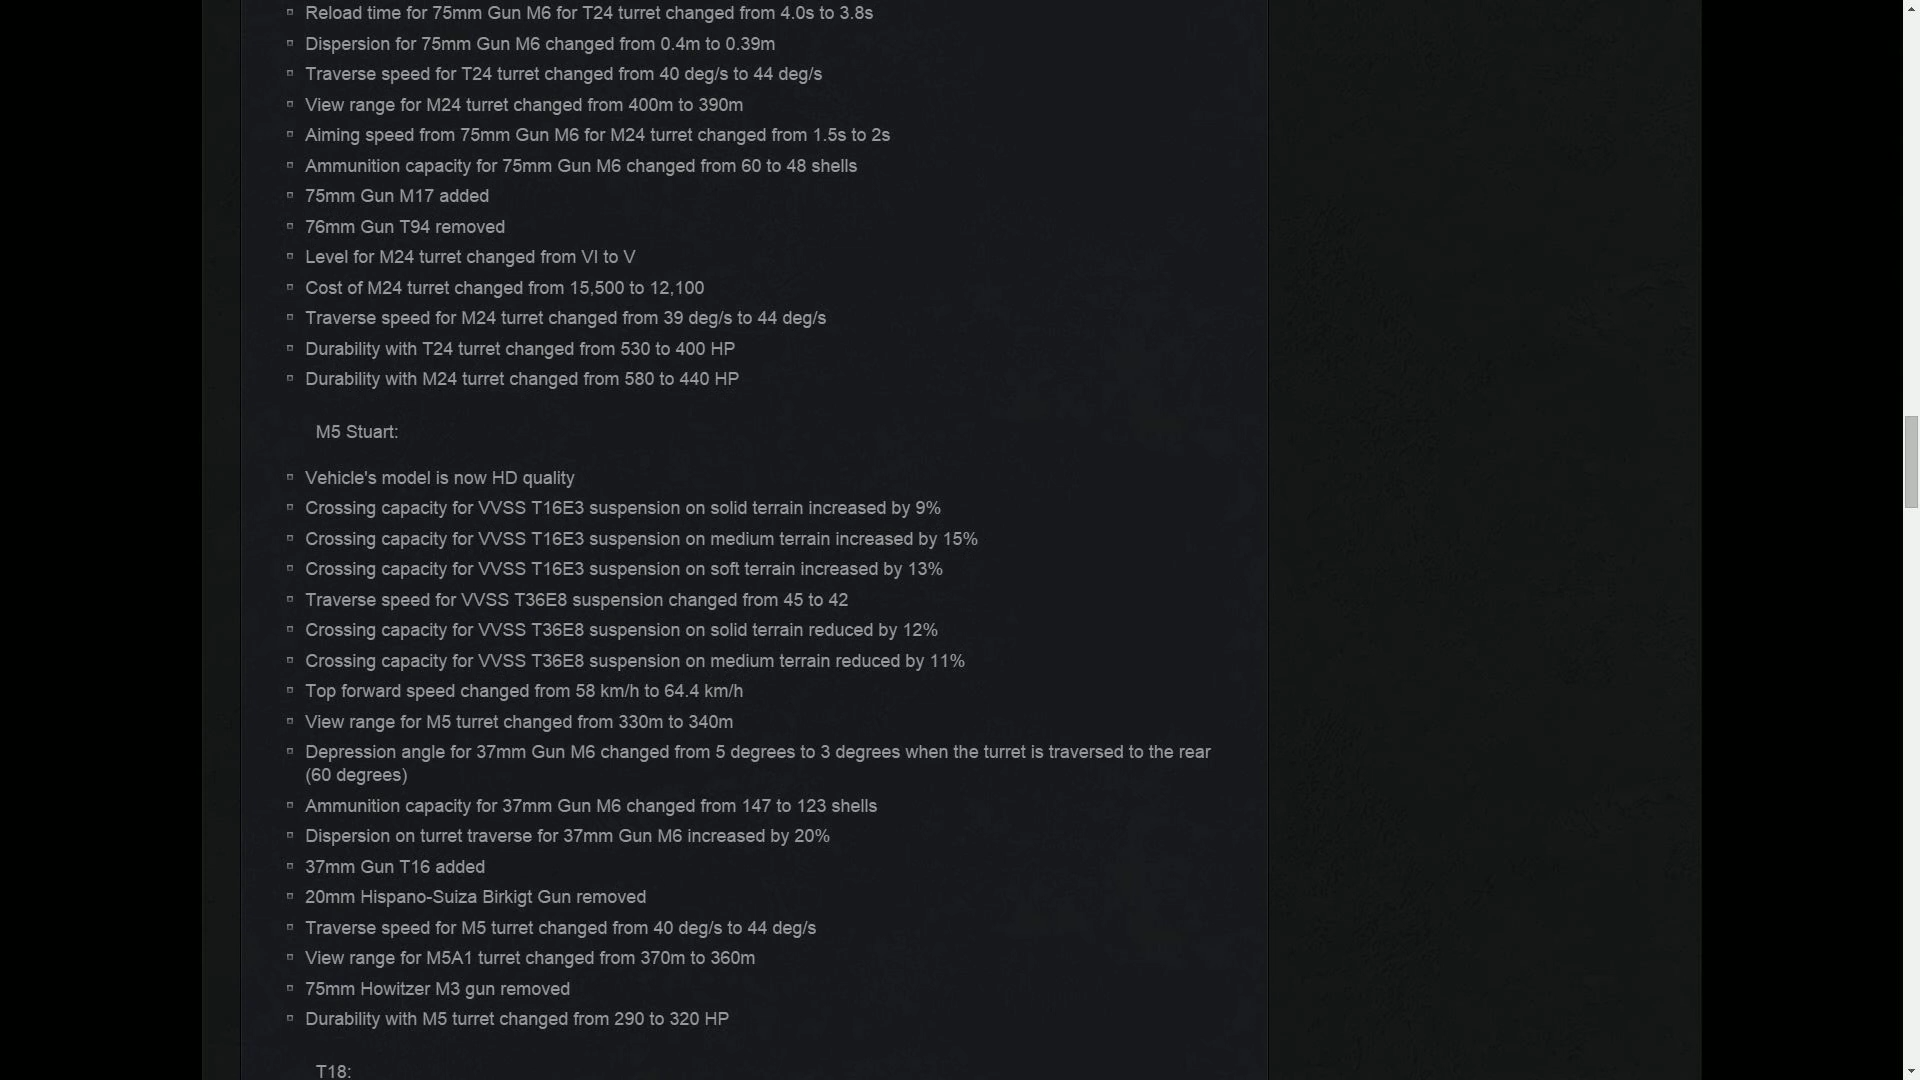 Reload time for 75mm Gun M6 for T24 turret changed from 4.0s to 3.8s
Dispersion for 75mm Gun M6 changed from 0.4m to 0.39m
Traverse speed for T24 turret changed from 40 deg/s to 44 deg/s
View range for M24 turret changed from 400m to 390m
Aiming speed from 75mm Gun M6 for M24 turret changed from 1.5s to 2s
Ammunition capacity for 75mm Gun M6 changed from 60 to 48 shells
75mm Gun M17 added
76mm Gun T94 removed
Level for M24 turret changed from VI to V
Cost of M24 turret changed from 15,500 to 12,100
Traverse speed for M24 turret changed from 39 deg/s to 44 deg/s
Durability with T24 turret changed from 530 to 400 HP
Durability with M24 turret changed from 580 to 440 HP
M5 Stuart:
Vehicle's model is now HD quality
Crossing capacity for VVSS T16E3 suspension on solid terrain increased by 9%
Crossing capacity for VVSS T16E3 suspension on medium terrain increased by 15%
Crossing capacity for VVSS T16E3 suspension on soft terrain increased by 13%
Traverse speed for VVSS T36E8 suspension changed from 45 to 42
Crossing capacity for VVSS T36E8 suspension on solid terrain reduced by 12%
Crossing capacity for VVSS T36E8 suspension on medium terrain reduced by 11%
Top forward speed changed from 58 km/h to 64.4 km/h
View range for M5 turret changed from 330m to 340m
Depression angle for 37mm Gun M6 changed from 5 degrees to 3 degrees when the turret is traversed to the rear
(60 degrees)
Ammunition capacity for 37mm Gun M6 changed from 147 to 123 shells
Dispersion on turret traverse for 37mm Gun M6 increased by 20%
37mm Gun T16 added
20mm Hispano-Suiza Birkigt Gun removed
Traverse speed for M5 turret changed from 40 deg/s to 44 deg/s
View range for M5A1 turret changed from 370m to 360m
75mm Howitzer M3 gun removed
Durability with M5 turret changed from 290 to 320 HP
T18: